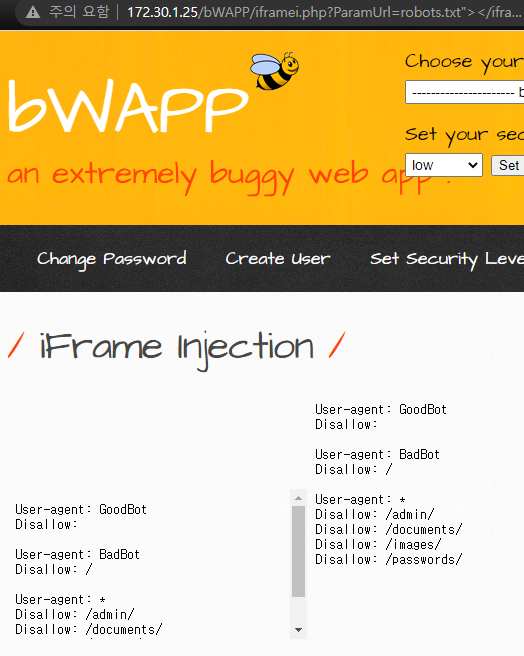 주의 요함 172.30.1.25/bWAPP/iframei.php?ParamUrl=robots.txt"></ifra...
Choose your
bWAPP
---------------------- b
Set your sec
an extremely buggy web app !
low
Set
Change Password
Create User
Set Security Leve
/ iFrame Injection /
User-agent: GoodBot
Disallow:
User-agent: BadBot
Disallow: /
User-agent: *
Disallow: /admin/
Disallow: /documents/
User-agent: GoodBot
Disallow:
User-agent: BadBot
Disallow: /
User-agent: *
Disallow: /admin/
Disallow: /documents/
Disallow: /images/
Disallow: /passwords/